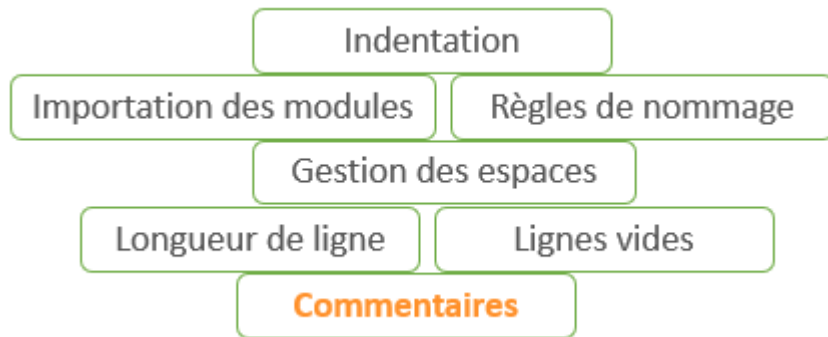 Indentation
Importation des modules
Règles de nommage
Gestion des espaces
Longueur de ligne
Lignes vides
Commentaires